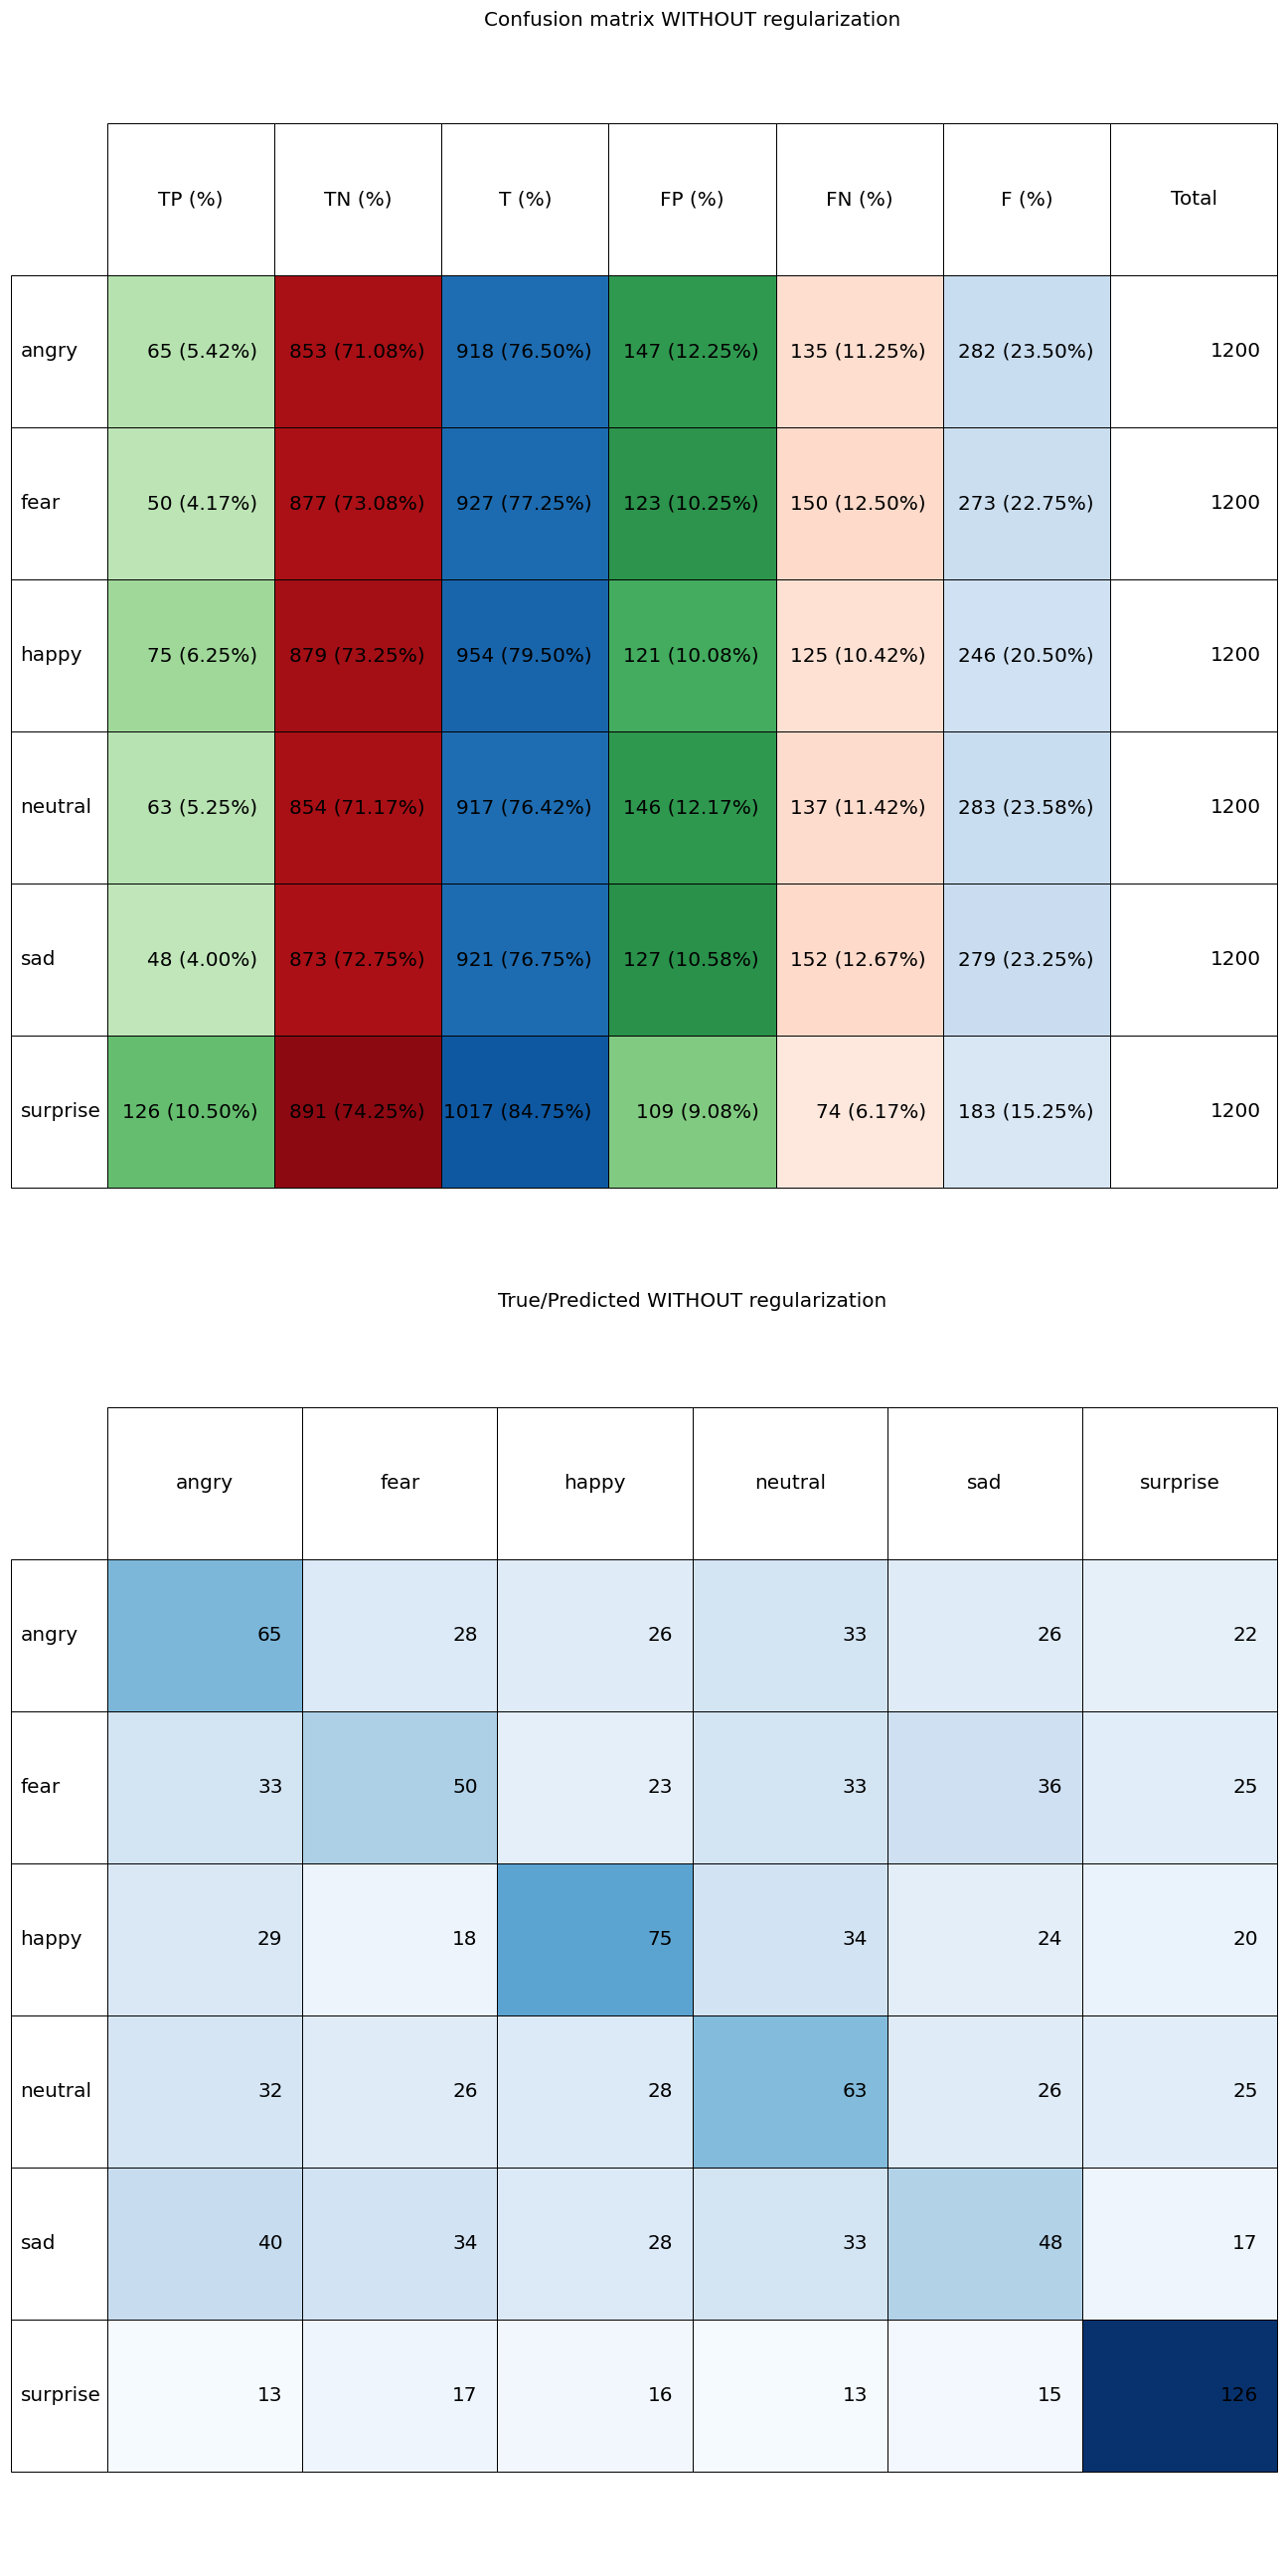 Confusion matrix WITHOUT regularization
TP (%) TN (%) T (%) FP (%) FN (%) F (%) Total
angry 65 (5.42%) 853 (71.08%) 918 (76.50%) 147 (12.25%) 135 (11.25%) 282 (23.50%) 1200
fear 50 (4.17%) 877 (73.08%) 927 (77.25%) 123 (10.25%) 150 (12.50%) 273 (22.75%) 1200
happy 75 (6.25%) 879 (73.25%) 954 (79.50%) 121 (10.08%) 125 (10.42%) 246 (20.50%) 1200
neutral 63 (5.25%) 854 (71.17%) 917 (76.42%) 146 (12.17%) 137 (11.42%) 283 (23.58%) 1200
sad 48 (4.00%) 873 (72.75%) 921 (76.75%) 127 (10.58%) 152 (12.67%) 279 (23.25%) 1200
surprise 126 (10.50%) 891 (74.25%) 1017 (84.75%) 109 (9.08%) 74 (6.17%) 183 (15.25%) 1200
True/Predicted WITHOUT regularization
angry fear happy neutral sad surprise
angry 65 28 26 33 26 22
fear 33 50 23 33 36 25
happy 29 18 75 34 24 20
neutral 32 26 28 63 26 25
sad 40 34 28 33 48 17
surprise 13 17 16 13 15 126